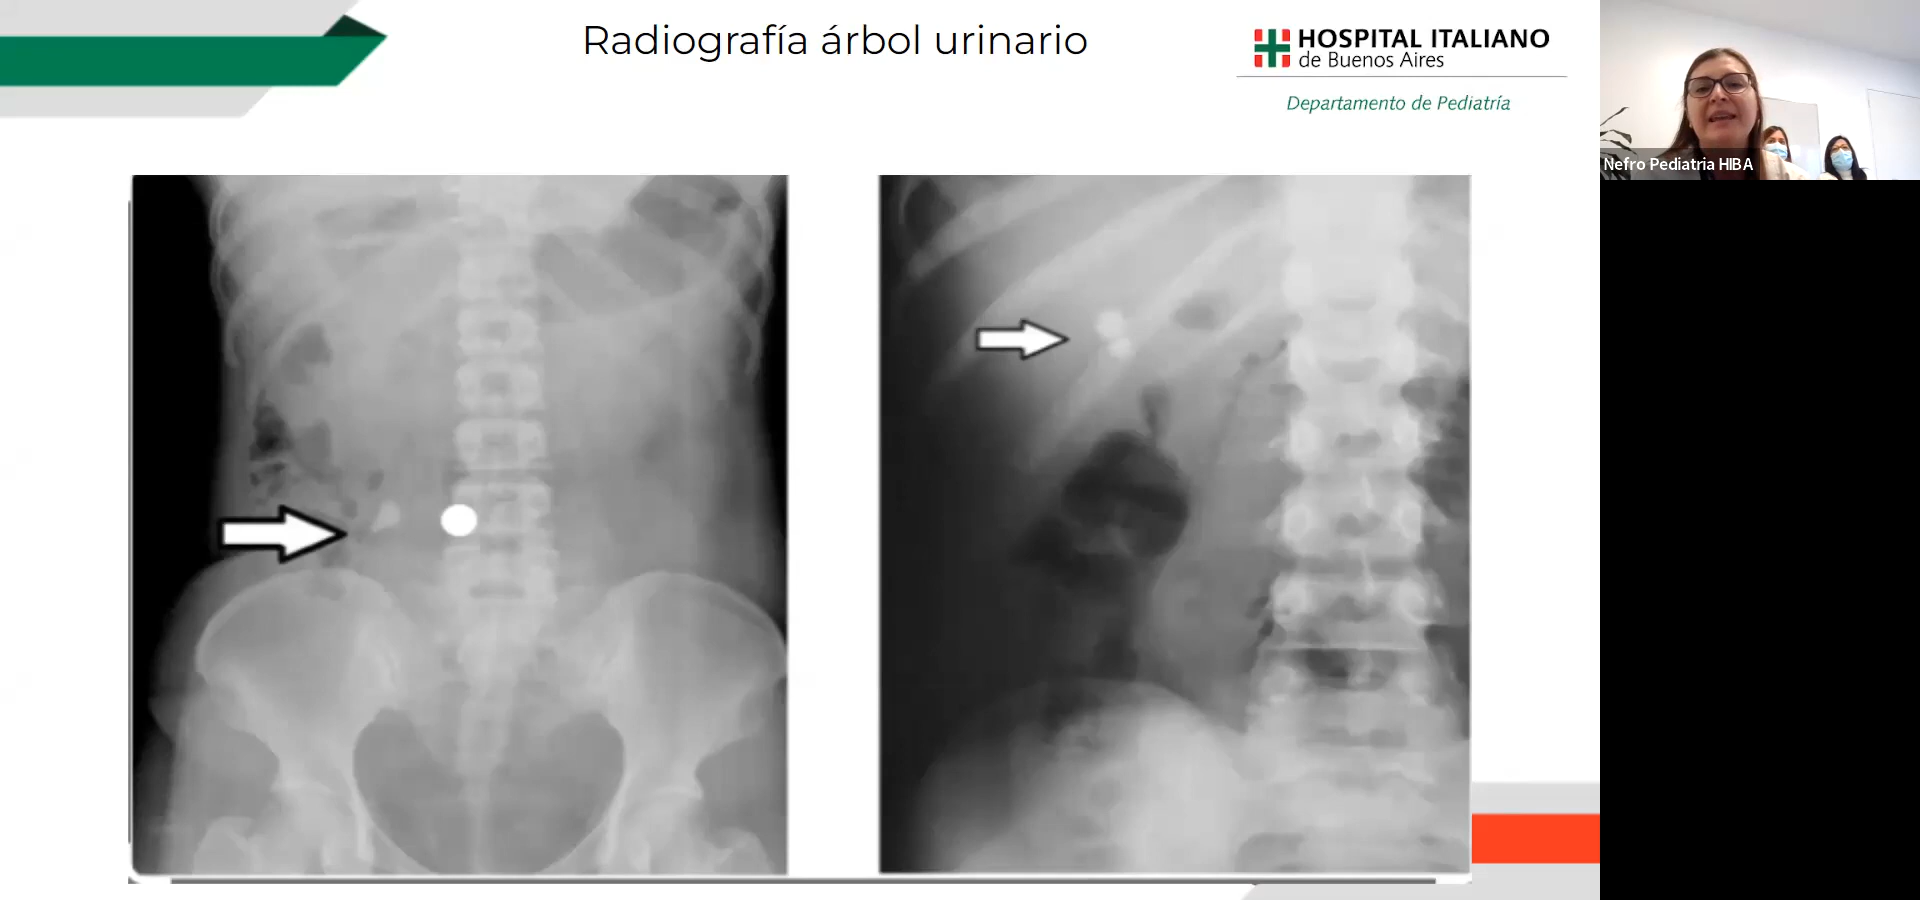 Radiografía árbol urinario
HOSPITAL ITALIANO
de Buenos Aires
Departamento de Pediatría
Nefro Pediatria HIBA